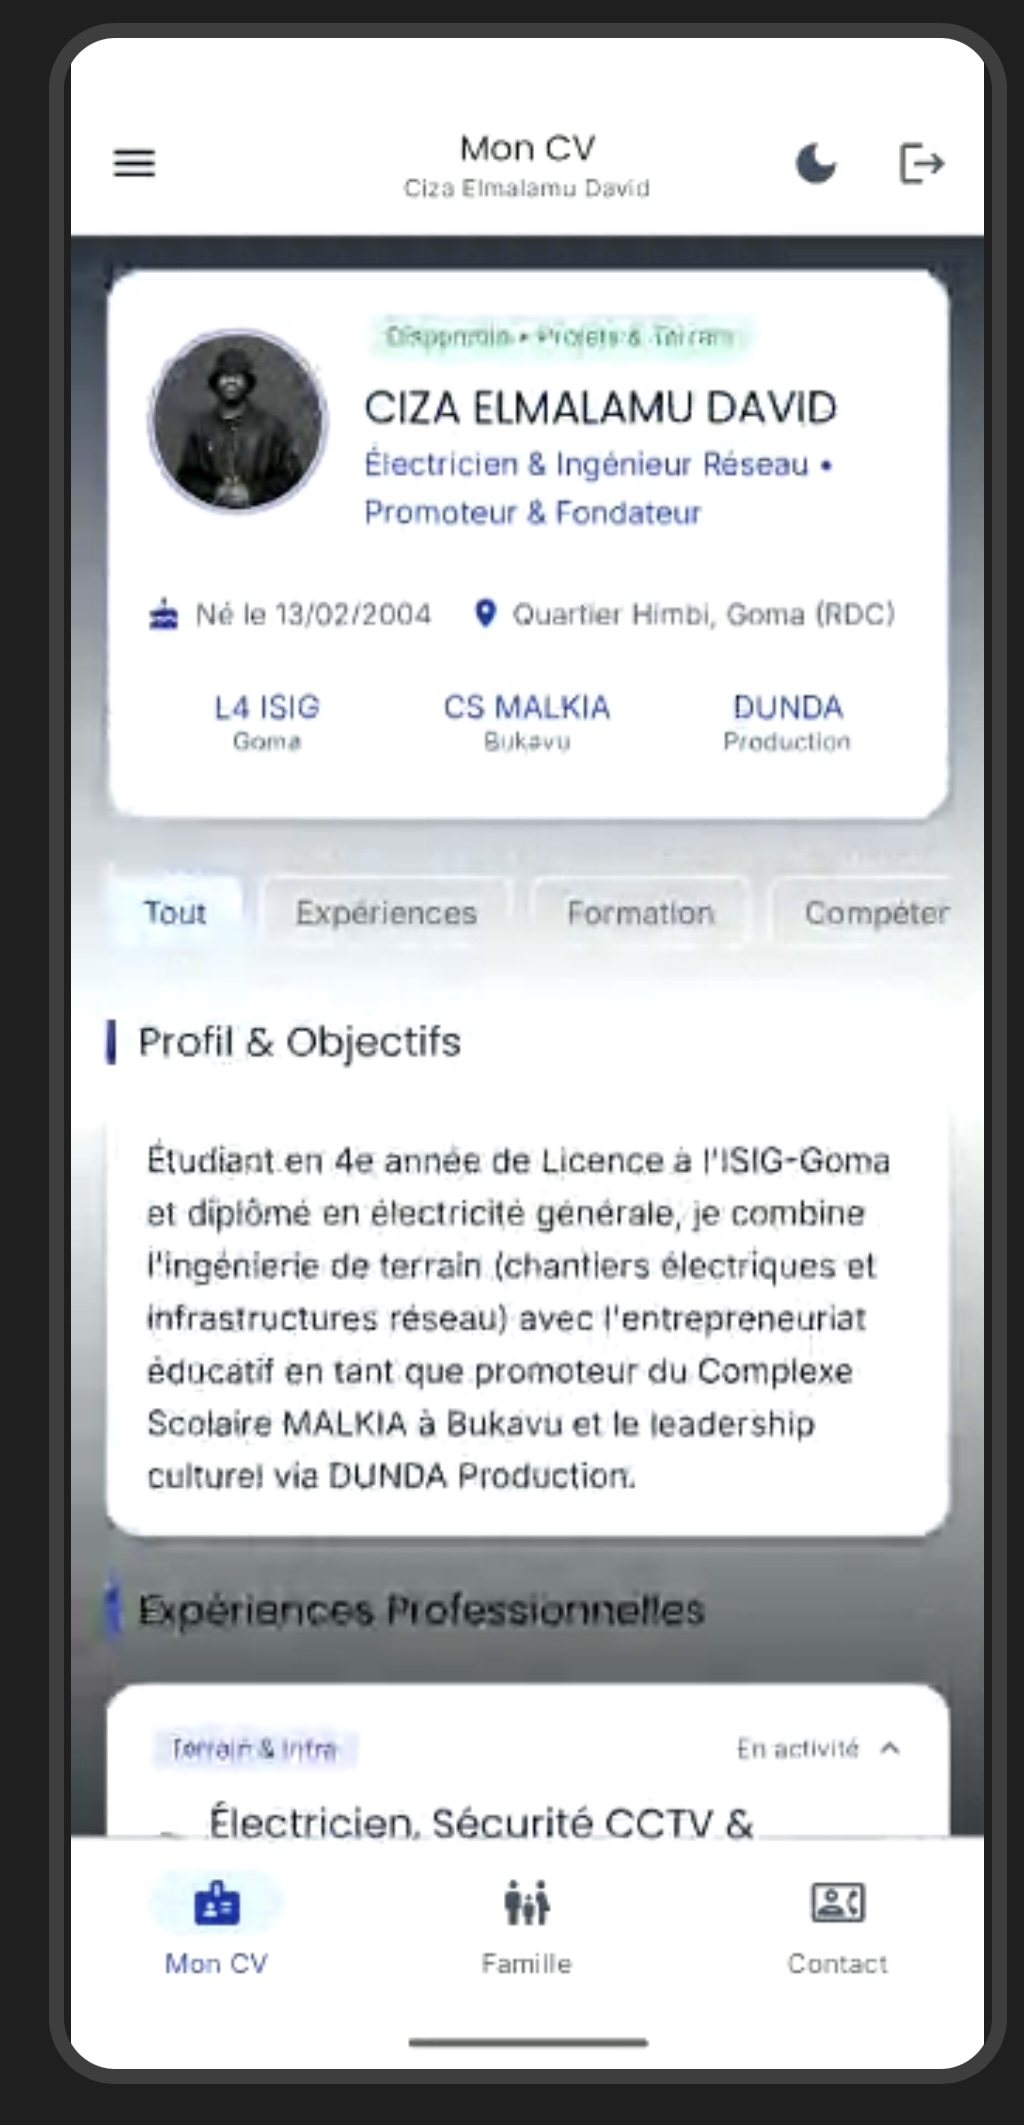 Mon CV
Ciza Elmalamu David
Disponible • Projets & Terrain
CIZA ELMALAMU DAVID
Électricien & Ingénieur Réseau •
Promoteur & Fondateur
Né le 13/02/2004
Quartier Himbi, Goma (RDC)
L4 ISIG
Goma
CS MALKIA
Bukavu
DUNDA
Production
Tout
Expériences
Formation
Compéter
Profil & Objectifs
Étudiant en 4e année de Licence à l'ISIG-Goma
et diplômé en électricité générale, je combine
l'ingénierie de terrain (chantiers électriques et
infrastructures réseau) avec l'entrepreneuriat
éducatif en tant que promoteur du Complexe
Scolaire MALKIA à Bukavu et le leadership
culturel via DUNDA Production.
Expériences Professionnelles
Terrain & Infra
En activité
Électricien, Sécurité CCTV &
Mon CV
Famille
Contact